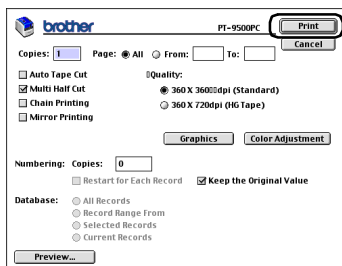 brother PT-9500PC Print
Cancel
Copies: 1 Page: All From: To:
Auto Tape Cut
Multi Half Cut
Chain Printing
Mirror Printing
Quality:
360 X 360 dpi (Standard)
360 X 720dpi (HG Tape)
Graphics Color Adjustment
Numbering: Copies: 0
Restart for Each Record Keep the Original Value
Database: All Records
Record Range From
Selected Records
Current Records
Preview...